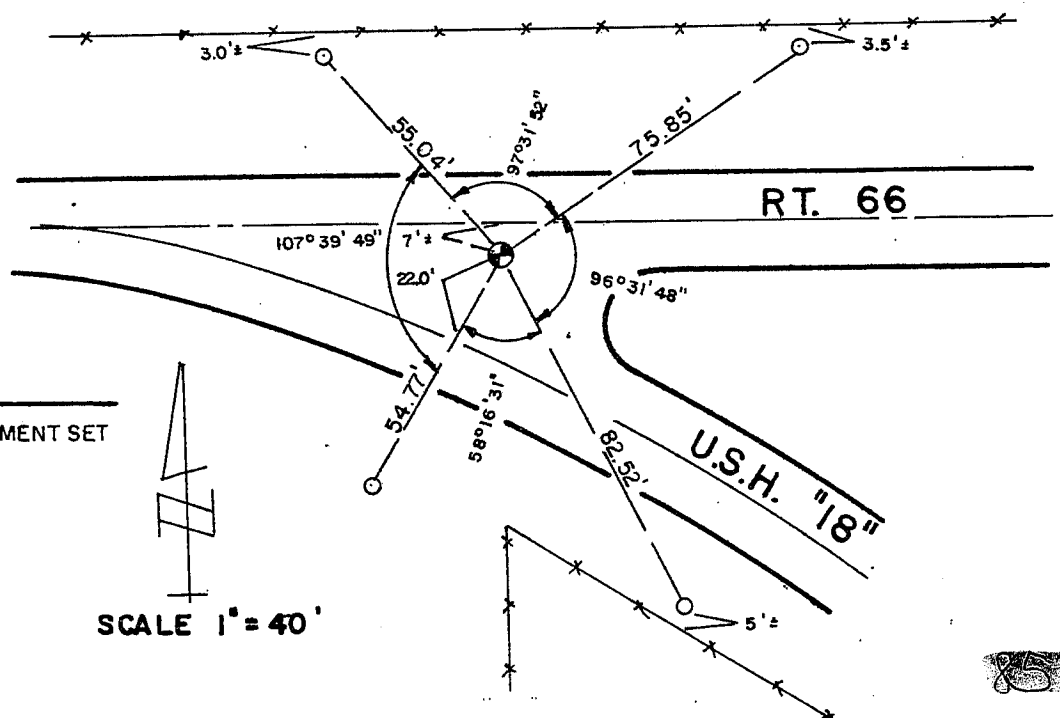 3.0'±
3.5'±
55.04'
97°31'52"
75.85'
RT. 66
107°39'49"
7'±
22.0'
96°31'48"
54.77'
58°16'31"
82.52'
U.S.H. "18"
MENT SET
N
SCALE 1" = 40'
5'±
85